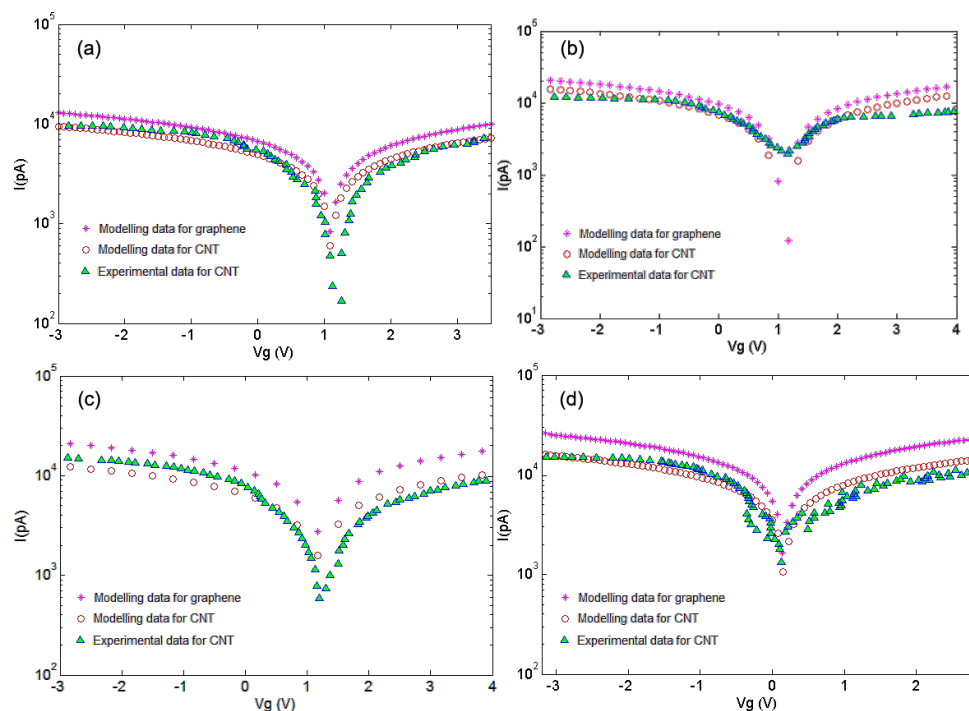 (a)
10^5
10^4
10^3
10^2
I(pA)
-3 -2 -1 0 1 2 3
Vg (V)
Modelling data for graphene
Modelling data for CNT
Experimental data for CNT
(b)
10^5
10^4
10^3
10^2
10^1
I(pA)
-3 -2 -1 0 1 2 3 4
Vg (V)
Modelling data for graphene
Modelling data for CNT
Experimental data for CNT
(c)
10^5
10^4
10^3
10^2
I(pA)
-3 -2 -1 0 1 2 3 4
Vg (V)
Modelling data for graphene
Modelling data for CNT
Experimental data for CNT
(d)
10^5
10^4
10^3
10^2
I(pA)
-3 -2 -1 0 1 2
Vg (V)
Modelling data for graphene
Modelling data for CNT
Experimental data for CNT